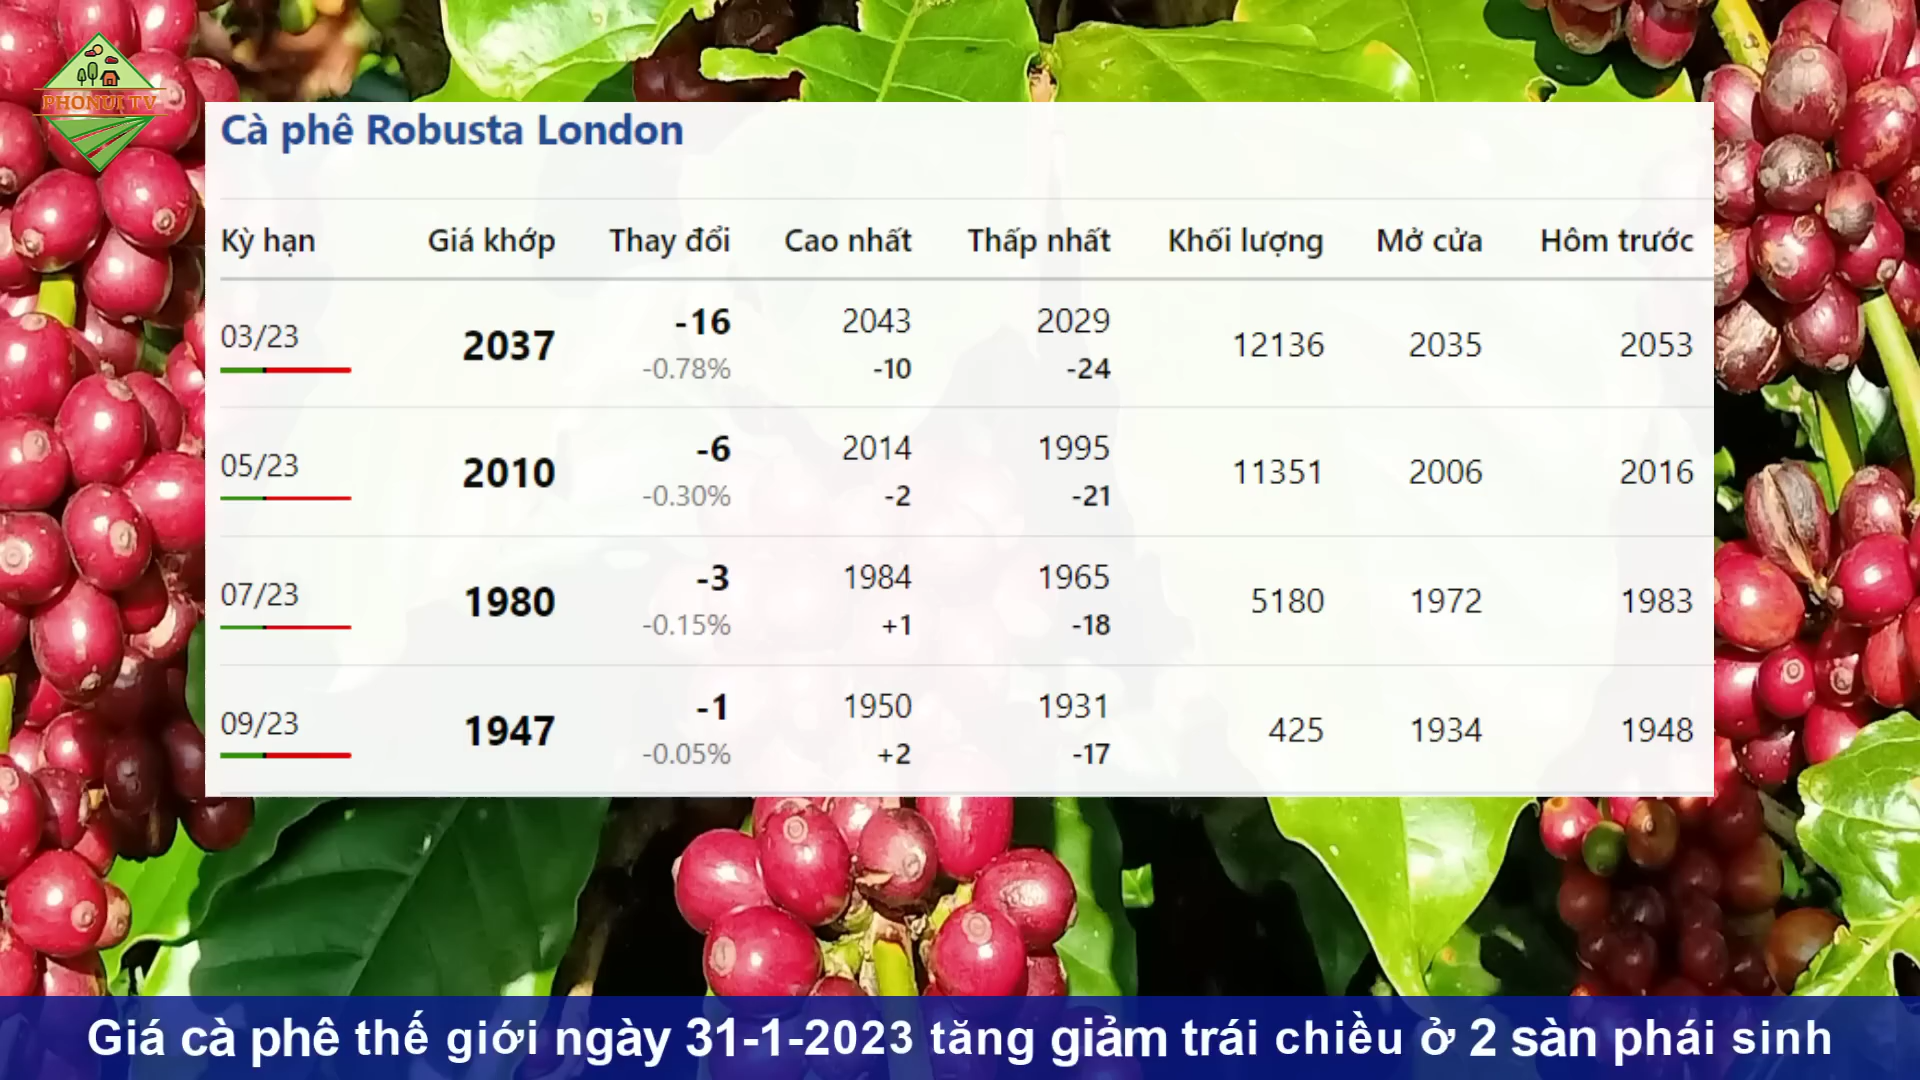 PHONUI TV
Cà phê Robusta London
Kỳ hạn Giá khớp Thay đổi Cao nhất Thấp nhất Khối lượng Mở cửa Hôm trước
03/23 2037 -16 2043 2029 12136 2035 2053
-0.78% -10 -24
05/23 2010 -6 2014 1995 11351 2006 2016
-0.30% -2 -21
07/23 1980 -3 1984 1965 5180 1972 1983
-0.15% +1 -18
09/23 1947 -1 1950 1931 425 1934 1948
-0.05% +2 -17
Giá cà phê thế giới ngày 31-1-2023 tăng giảm trái chiều ở 2 sàn phái sinh